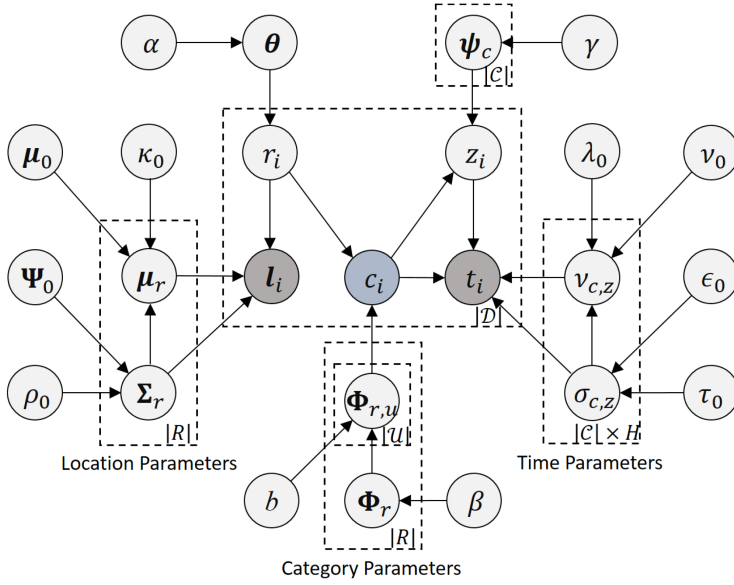 α θ ψ_c γ
|𝒞|
μ_0 κ_0 r_i z_i λ_0 ν_0
Ψ_0 μ_r l_i c_i t_i ν_{c,z} ϵ_0
|𝒟|
ρ_0 Σ_r Φ_{r,u} σ_{c,z} τ_0
|R| |𝒰| |𝒞| × H
Location Parameters Time Parameters
b Φ_r β
|R|
Category Parameters